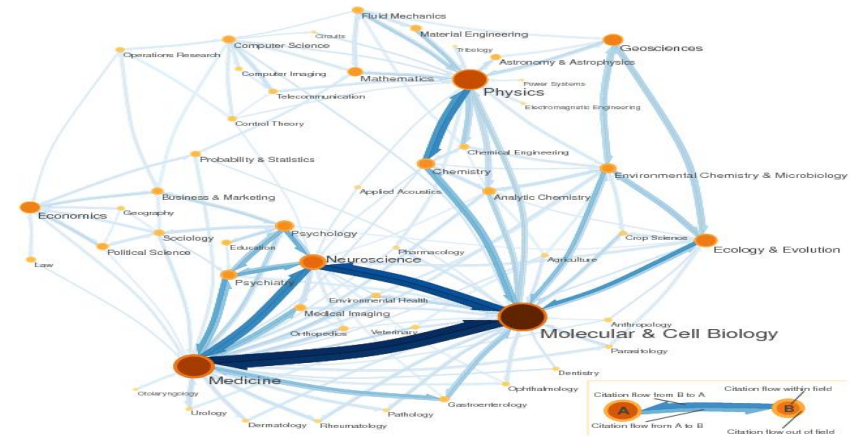 Fluid Mechanics
Circuits
Material Engineering
Computer Science
Tribology
Geosciences
Operations Research
Astronomy & Astrophysics
Computer Imaging
Mathematics
Power Systems
Physics
Telecommunication
Electromagnetic Engineering
Control Theory
Chemical Engineering
Probability & Statistics
Chemistry
Environmental Chemistry & Microbiology
Applied Acoustics
Analytic Chemistry
Business & Marketing
Economics
Geography
Psychology
Sociology
Crop Science
Education
Ecology & Evolution
Political Science
Pharmacology
Neuroscience
Agriculture
Law
Psychiatry
Environmental Health
Medical Imaging
Anthropology
Orthopedics
Veterinary
Molecular & Cell Biology
Parasitology
Dentistry
Medicine
Ophthalmology
Otolaryngology
Gastroenterology
Urology
Pathology
Dermatology
Rheumatology
Citation flow from B to A
Citation flow within field
A
B
Citation flow from A to B
Citation flow out of field